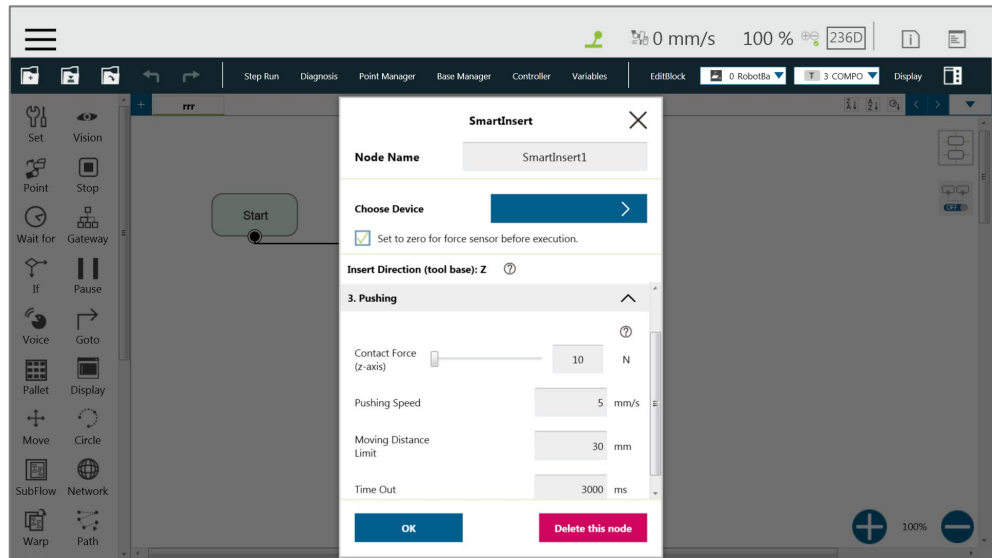 0 mm/s 100 % 236D
Step Run Diagnosis Point Manager Base Manager Controller Variables EditBlock 0 RobotBa T 3 COMPO Display
rrr
Set Vision
Point Stop
Wait for Gateway
If Pause
Voice Goto
Pallet Display
Move Circle
SubFlow Network
Warp Path
Start
SmartInsert
Node Name SmartInsert1
Choose Device
Set to zero for force sensor before execution.
Insert Direction (tool base): Z
3. Pushing
Contact Force
(z-axis)
10 N
Pushing Speed 5 mm/s
Moving Distance
Limit
30 mm
Time Out 3000 ms
OK Delete this node
OFF
100%